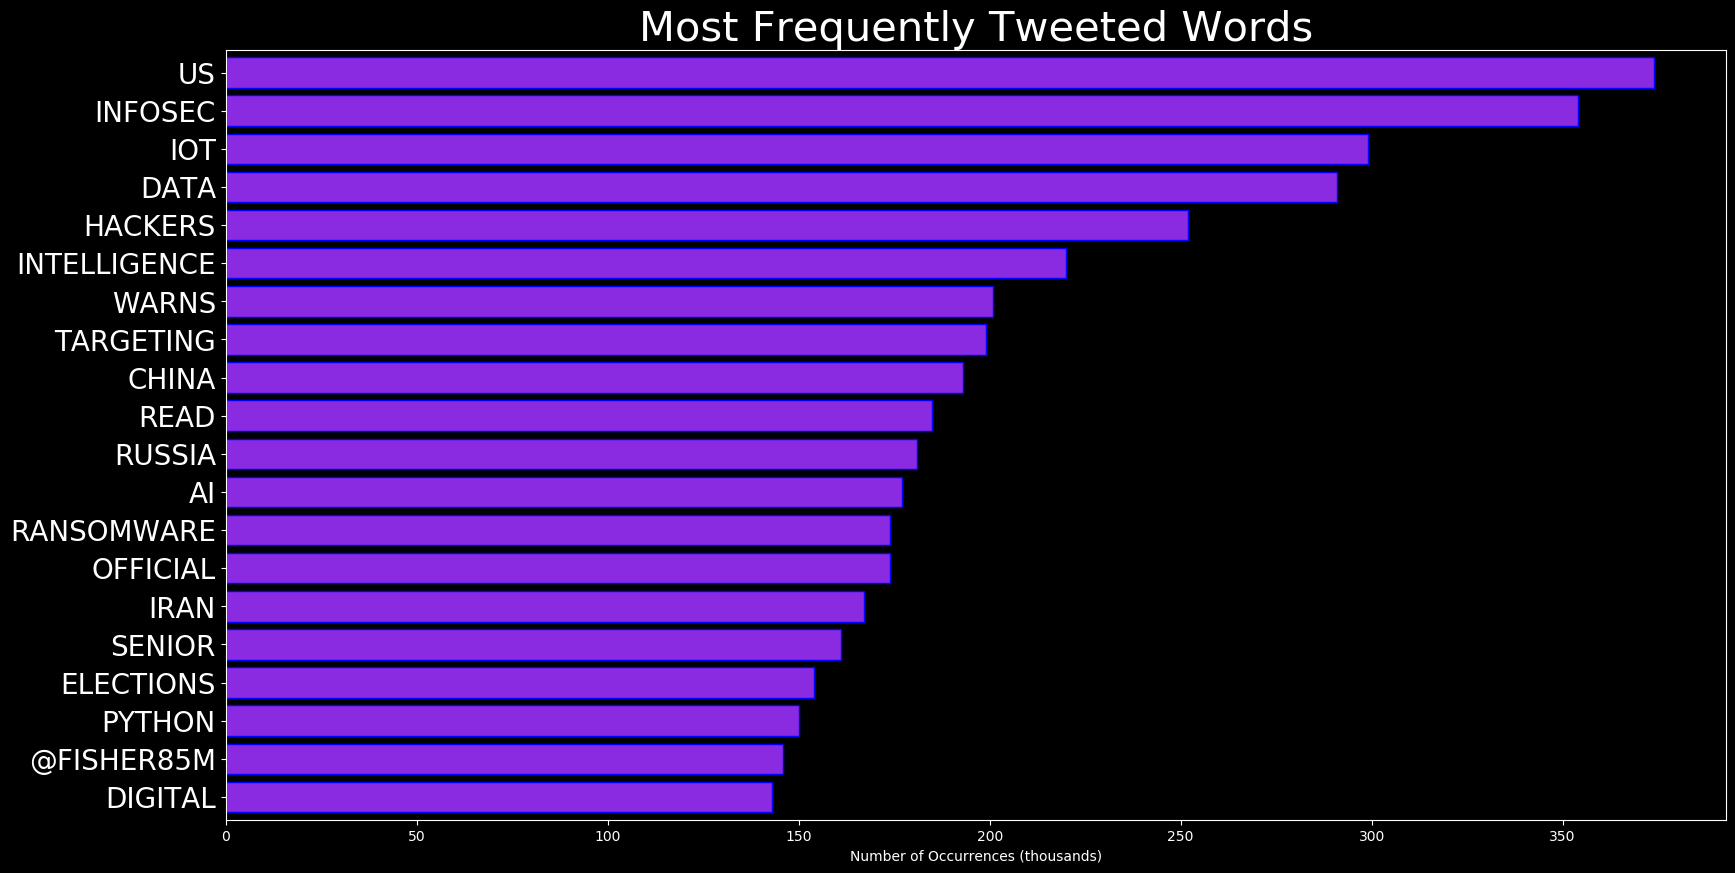 Most Frequently Tweeted Words
US
INFOSEC
IOT
DATA
HACKERS
INTELLIGENCE
WARNS
TARGETING
CHINA
READ
RUSSIA
AI
RANSOMWARE
OFFICIAL
IRAN
SENIOR
ELECTIONS
PYTHON
@FISHER85M
DIGITAL
0 50 100 150 200 250 300 350
Number of Occurrences (thousands)